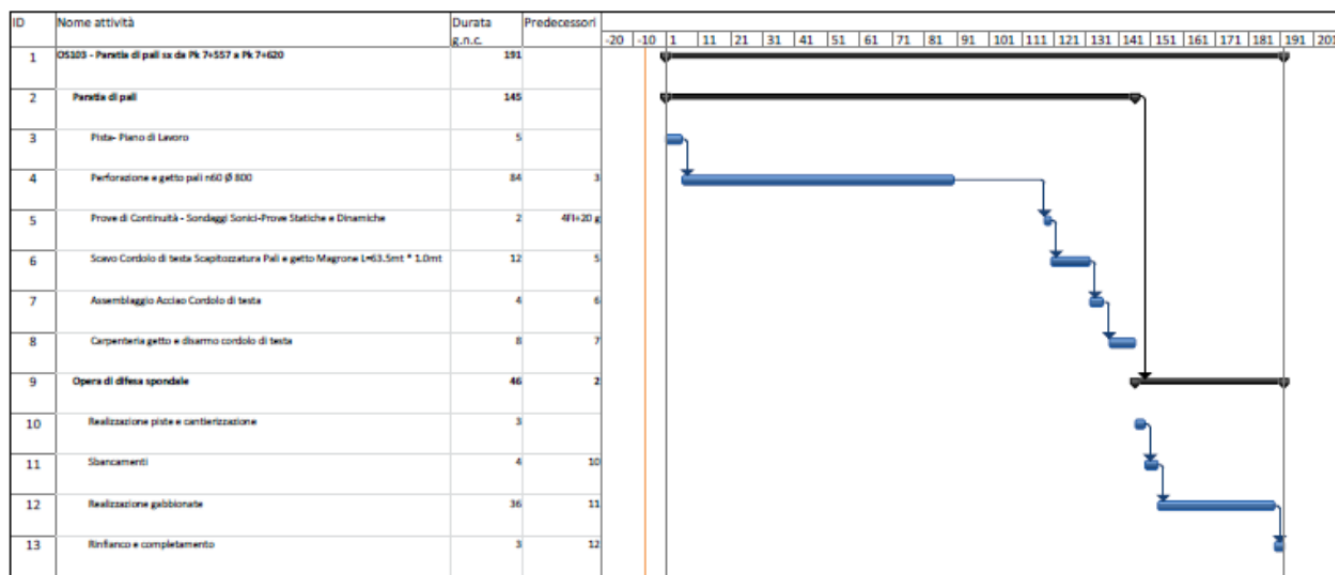 ID Nome attività Durata g.n.c. Predecessori
-20 -10 1 11 21 31 41 51 61 71 81 91 101 111 121 131 141 151 161 171 181 191 201
1 OS103 - Paratia di pali sx da Pk 7+557 a Pk 7+620 191
2 Paratia di pali 145
3 Pista- Piano di Lavoro 5
4 Perforazione e getto pali n60 Ø 800 84 3
5 Prove di Continuità - Sondaggi Sonici-Prove Statiche e Dinamiche 2 4FI+20 g
6 Scavo Cordolo di testa Scapitozzatura Pali e getto Magrone L=63.5mt * 1.0mt 12 5
7 Assemblaggio Acciao Cordolo di testa 4 6
8 Carpenteria getto e disarmo cordolo di testa 8 7
9 Opera di difesa spondale 46 2
10 Realizzazione piste e cantierizzazione 3
11 Sbancamenti 4 10
12 Realizzazione gabbionate 36 11
13 Rinfianco e completamento 3 12